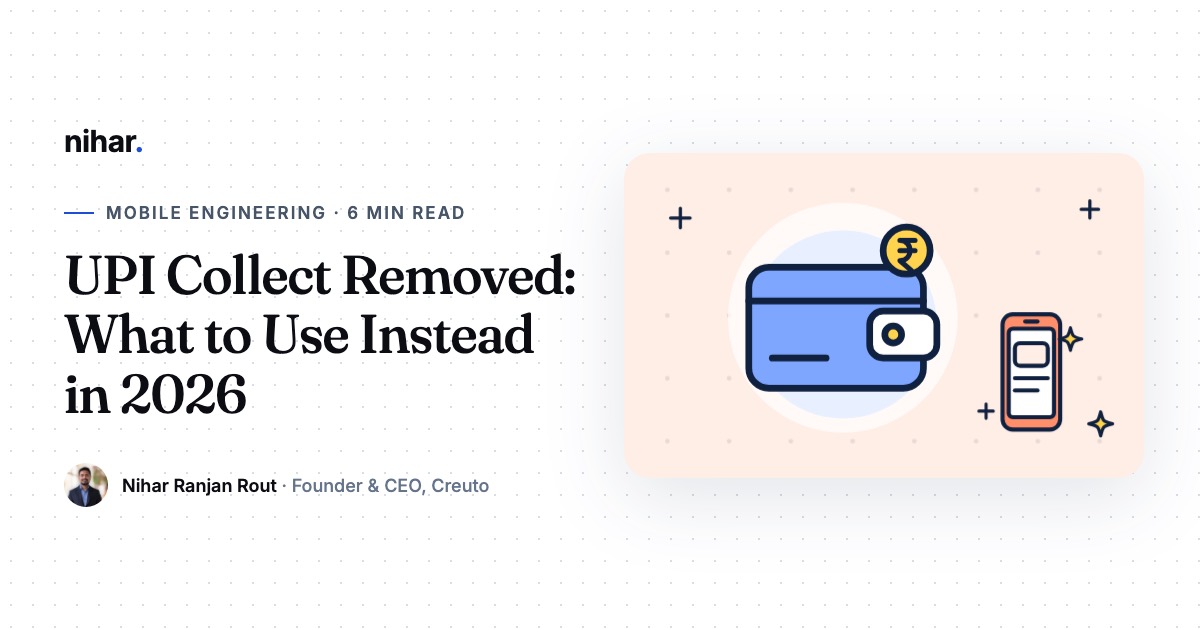 nihar.
MOBILE ENGINEERING · 6 MIN READ
UPI Collect Removed:
What to Use Instead
in 2026
Nihar Ranjan Rout · Founder & CEO, Creuto
₹